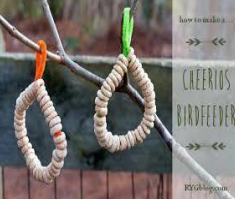 how to make a...
CHEERIOS
BIRDFEEDER
RYGblog.com